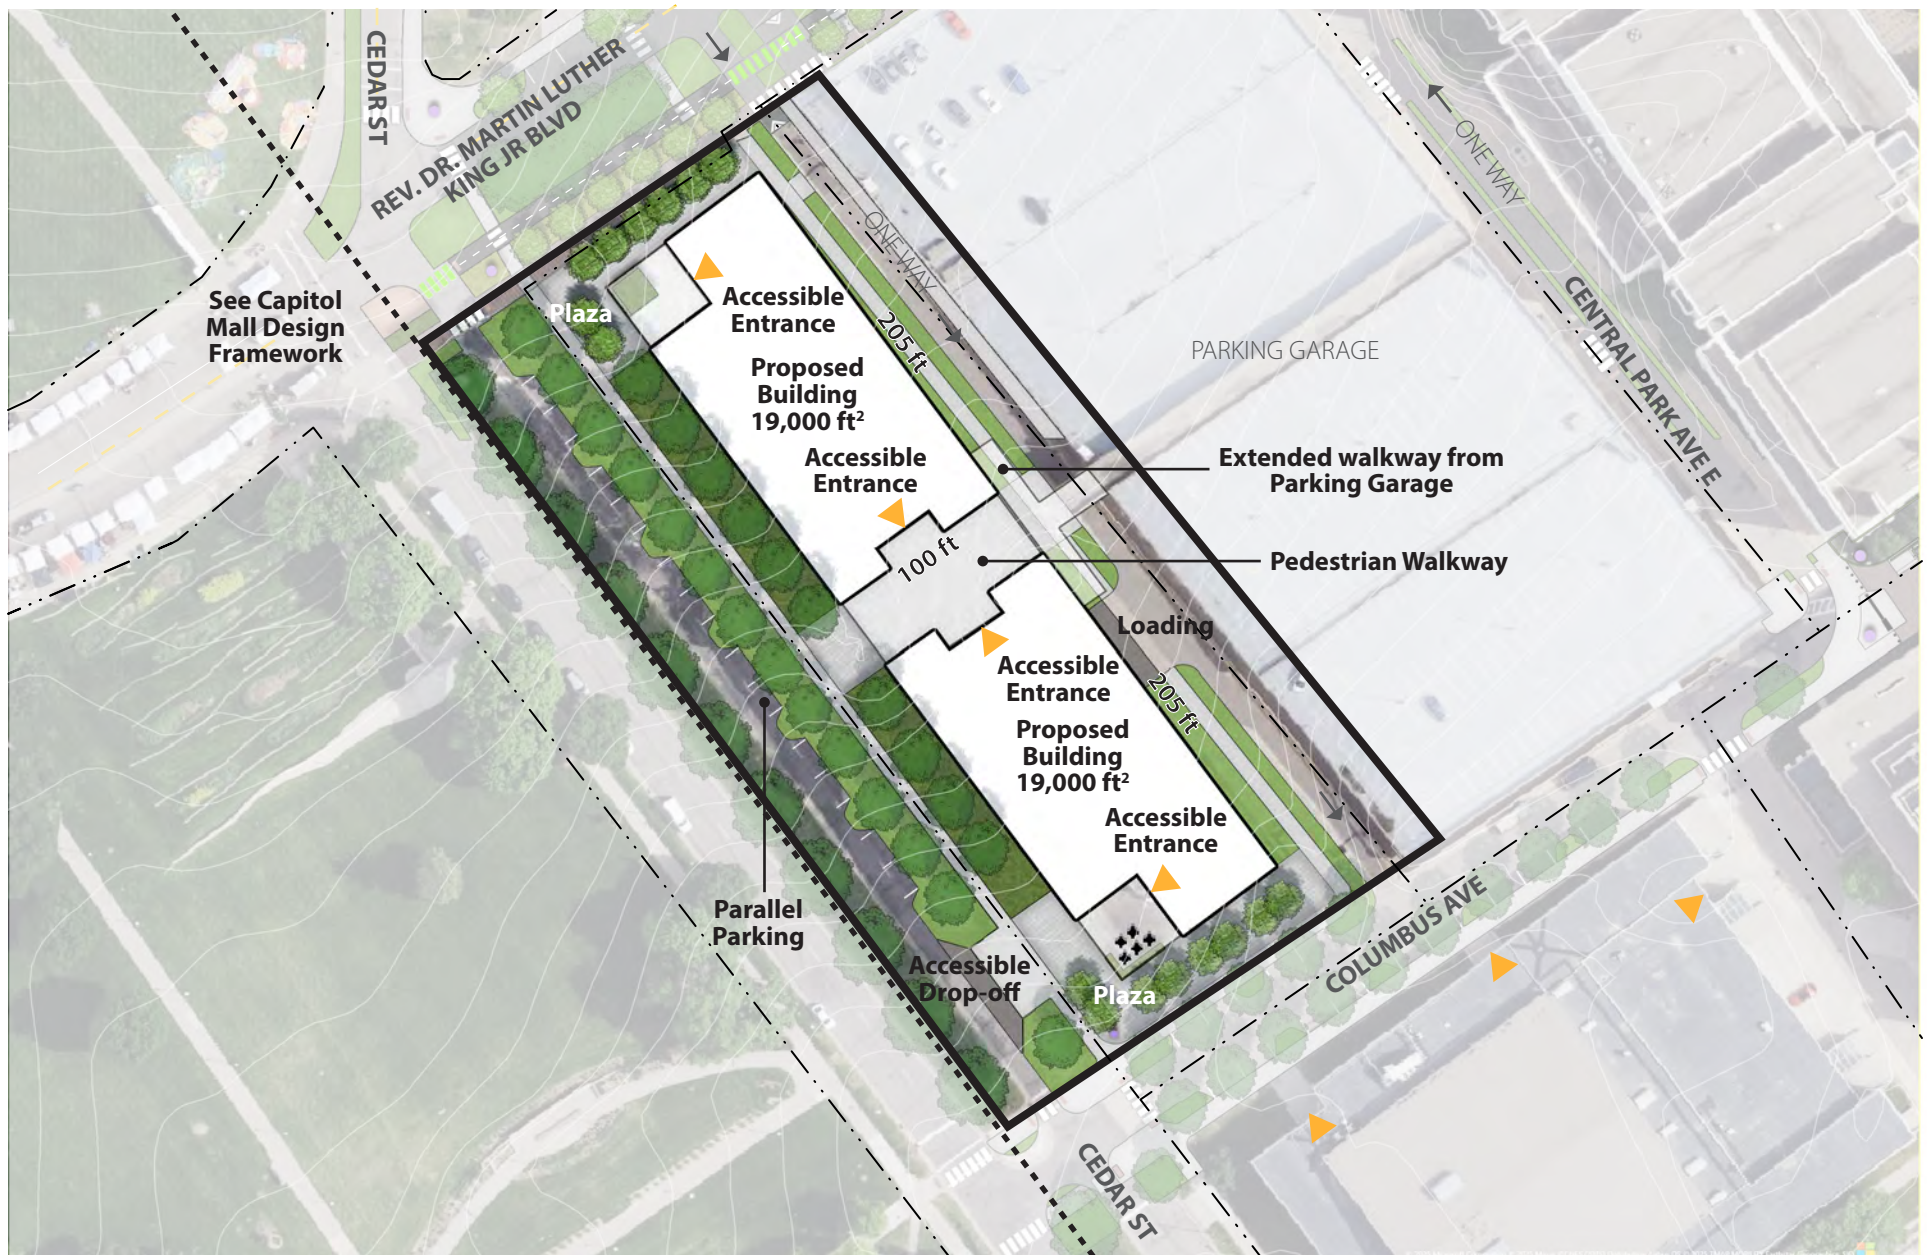 CEDAR ST
REV. DR. MARTIN LUTHER
KING JR BLVD
ONE WAY
See Capitol
Mall Design
Framework
Plaza
Accessible
Entrance
ONE WAY
205 ft
CENTRAL PARK AVE E
PARKING GARAGE
Proposed
Building
19,000 ft²
Accessible
Entrance
Extended walkway from
Parking Garage
100 ft
Pedestrian Walkway
Loading
Accessible
Entrance
205 ft
Proposed
Building
19,000 ft²
Accessible
Entrance
Parallel
Parking
Accessible
Drop-off
Plaza
COLUMBUS AVE
CEDAR ST